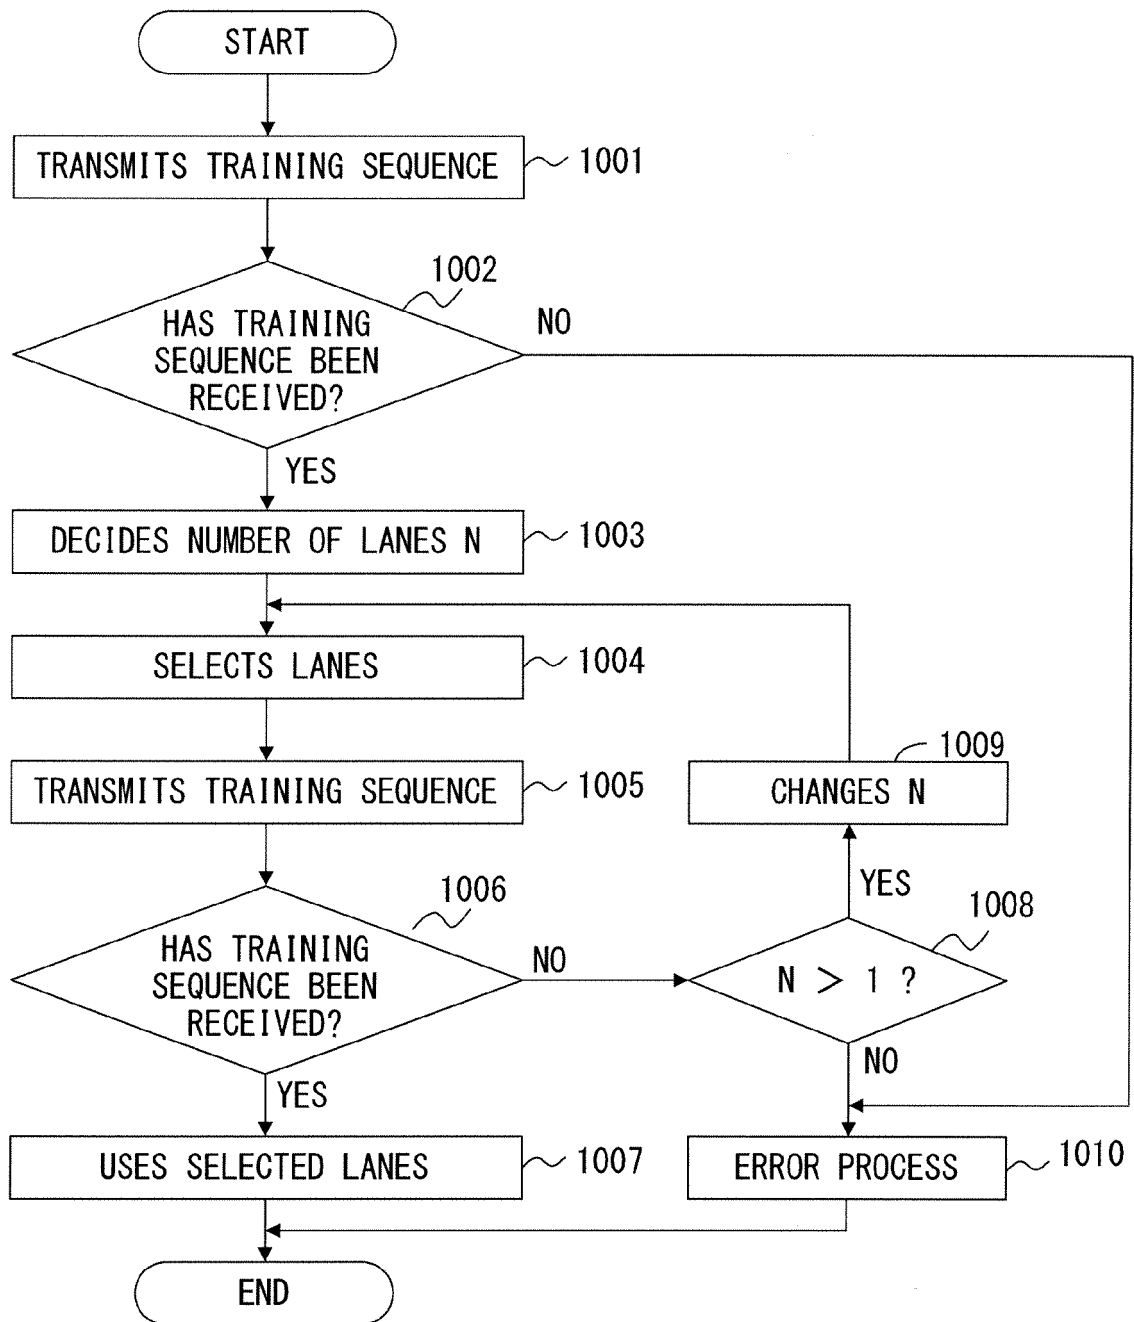 START
TRANSMITS TRAINING SEQUENCE
1001
1002
HAS TRAINING
SEQUENCE BEEN
RECEIVED?
NO
YES
DECIDES NUMBER OF LANES N
1003
SELECTS LANES
1004
TRANSMITS TRAINING SEQUENCE
1005
1009
CHANGES N
YES
1006
HAS TRAINING
SEQUENCE BEEN
RECEIVED?
NO
1008
N > 1 ?
NO
YES
USES SELECTED LANES
1007
ERROR PROCESS
1010
END